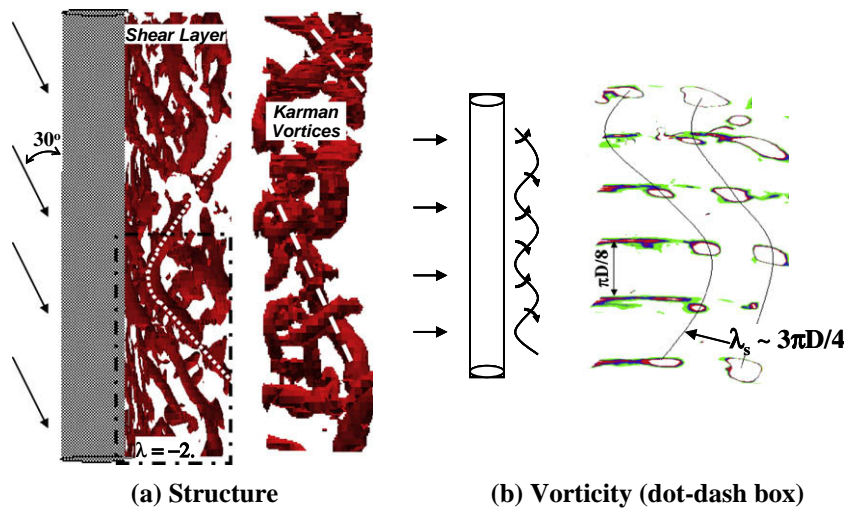 Shear Layer
Karman
Vortices
30°
λ = -2.
πD/8
λs ~ 3πD/4
(a) Structure
(b) Vorticity (dot-dash box)